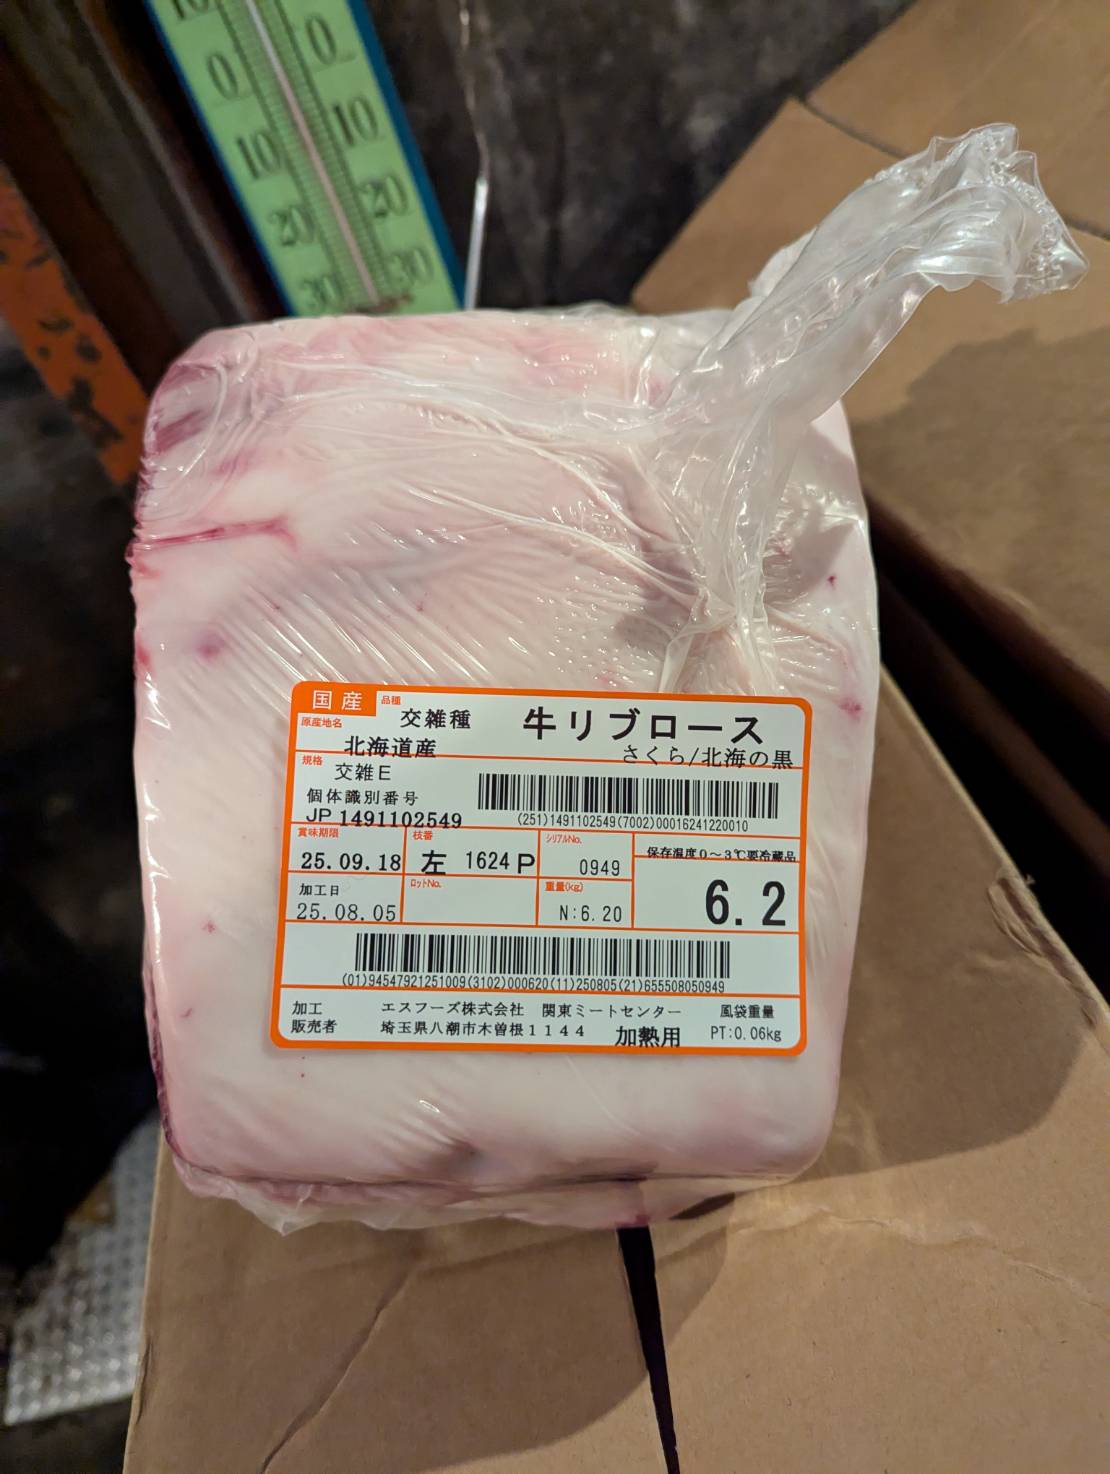 10
0 0
10 10
20 20
30 30
国産 品種 交雑種 牛リブロース
原産地名 北海道産 さくら/北海の黒
規格 交雑E
個体識別番号
JP 1491102549
(251)1491102549(7002)00016241220010
賞味期限 25.09.18
枝番 左 1624 P
シリアルNo. 0949
保存温度0～3℃要冷蔵品
加工日 25.08.05
ロットNo.
重量(kg) N:6.20
6.2
(01)94547921251009(3102)000620(11)250805(21)655508050949
加工 エスフーズ株式会社 関東ミートセンター 風袋重量
販売者 埼玉県八潮市木曽根1144 加熱用 PT:0.06kg